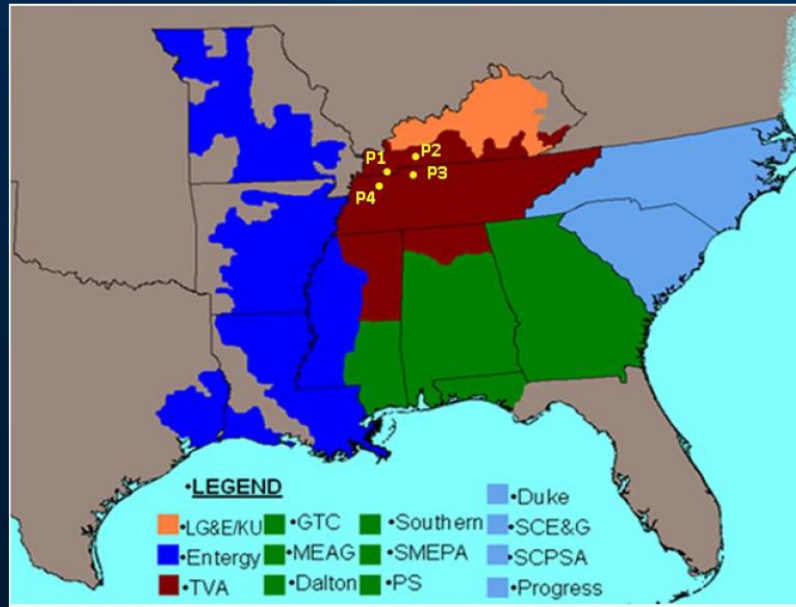 P1
P2
P3
P4
•LEGEND
•LG&E/KU
•GTC
•Southern
•Duke
•Entergy
•MEAG
•SMEPA
•SCE&G
•TVA
•Dalton
•PS
•SCPSA
•Progress